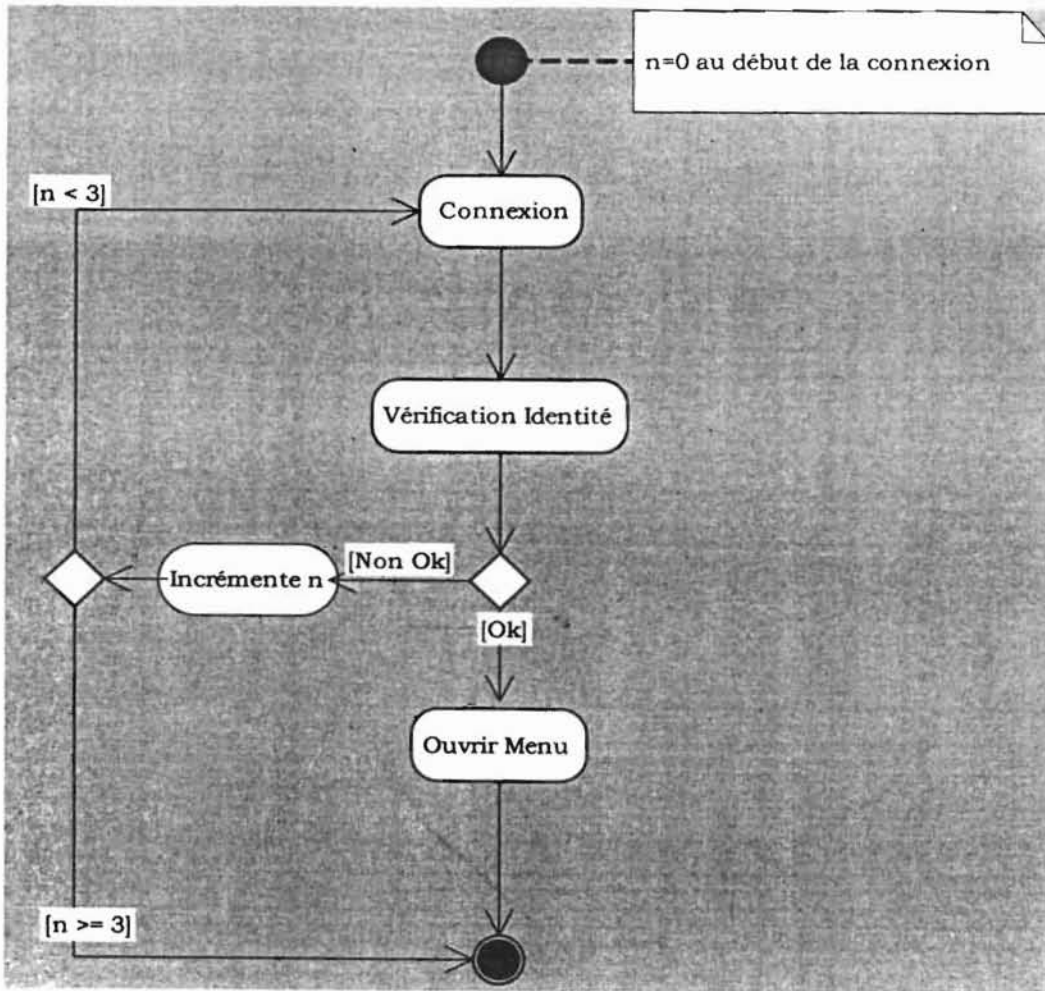 n=0 au début de la connexion
[n < 3]
Connexion
Vérification Identité
[Non Ok]
Incrémente n
[Ok]
Ouvrir Menu
[n >= 3]